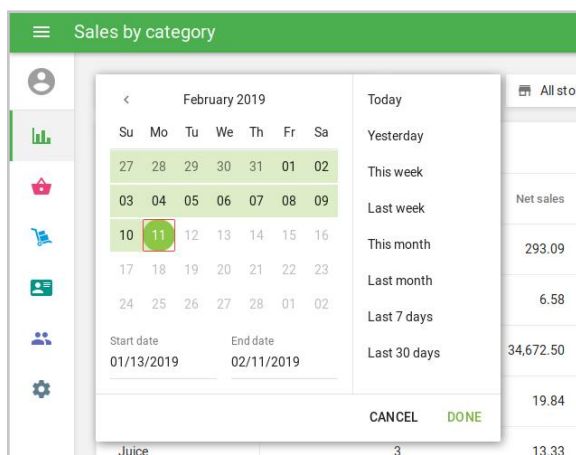 Sales by category
All sto
February 2019
Su Mo Tu We Th Fr Sa
27 28 29 30 31 01 02
03 04 05 06 07 08 09
10 11 12 13 14 15 16
17 18 19 20 21 22 23
24 25 26 27 28 01 02
Start date End date
01/13/2019 02/11/2019
Today
Yesterday
This week
Last week
This month
Last month
Last 7 days
Last 30 days
CANCEL DONE
Net sales
293.09
6.58
34,672.50
19.84
Juice 3 13.33